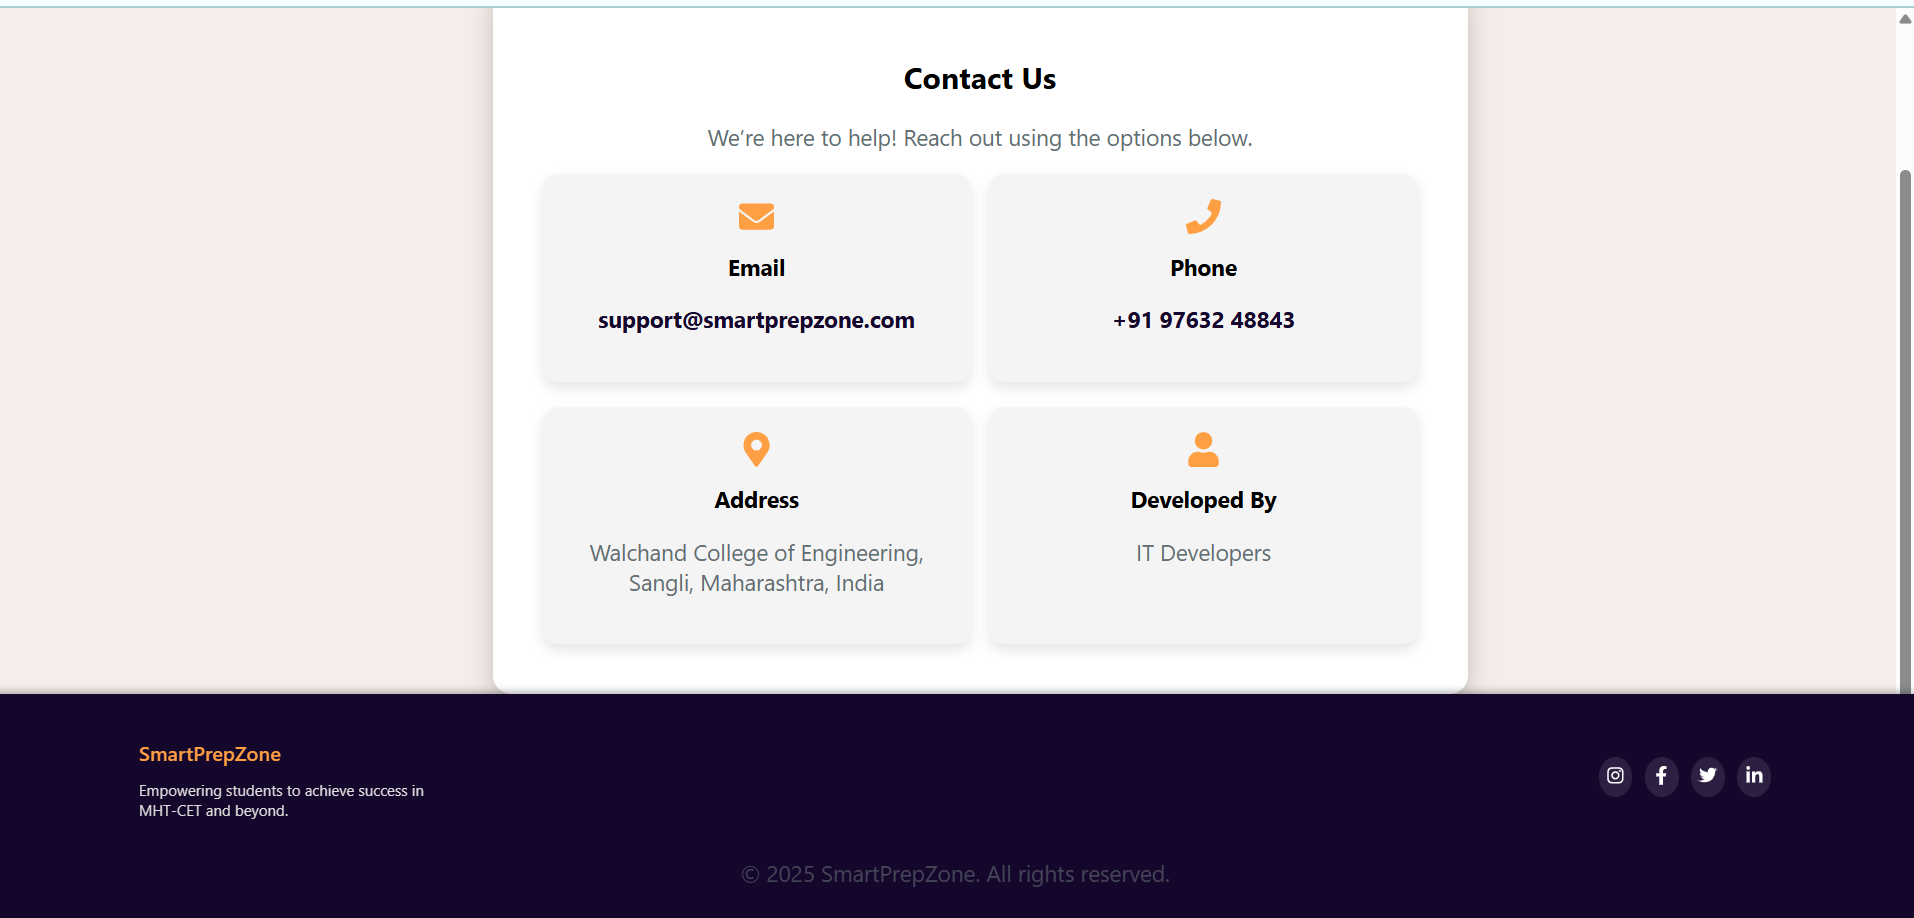 Contact Us
We’re here to help! Reach out using the options below.
Email
support@smartprepzone.com
Phone
+91 97632 48843
Address
Walchand College of Engineering,
Sangli, Maharashtra, India
Developed By
IT Developers
SmartPrepZone
Empowering students to achieve success in
MHT-CET and beyond.
© 2025 SmartPrepZone. All rights reserved.